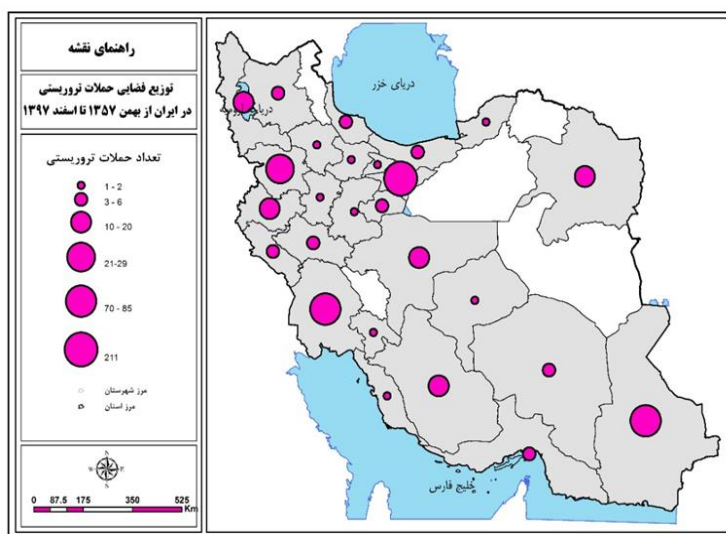 راهنمای نقشه
توزیع فضایی حملات تروریستی
در ایران از بهمن ۱۳۵۷ تا اسفند ۱۳۹۷
تعداد حملات تروریستی
1 - 2
3 - 6
10 - 20
21-29
70 - 85
211
مرز شهرستان
مرز استان
0 87.5 175 350 525
Km
دریای خزر
دریای
خلیج فارس